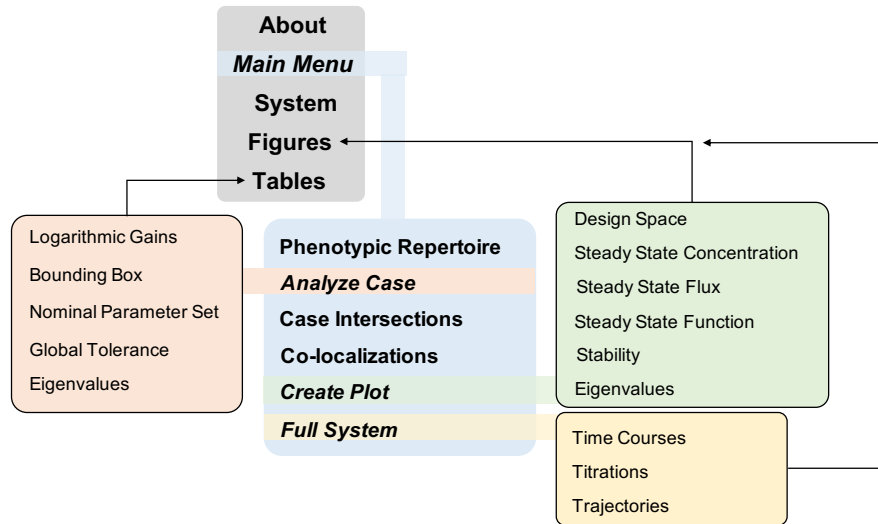 About
Main Menu
System
Figures
Tables
Logarithmic Gains
Bounding Box
Nominal Parameter Set
Global Tolerance
Eigenvalues
Phenotypic Repertoire
Analyze Case
Case Intersections
Co-localizations
Create Plot
Full System
Design Space
Steady State Concentration
Steady State Flux
Steady State Function
Stability
Eigenvalues
Time Courses
Titrations
Trajectories